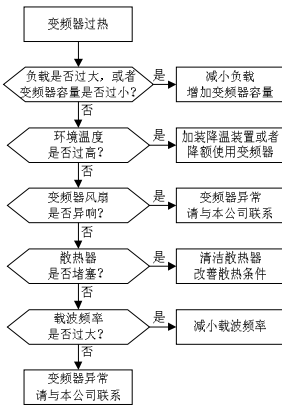 变频器过热
负载是否过大，或者
变频器容量是否过小？
是
减小负载
增加变频器容量
否
环境温度
是否过高？
是
加装降温装置或者
降额使用变频器
否
变频器风扇
是否异响？
是
变频器异常
请与本公司联系
否
散热器
是否堵塞？
是
清洁散热器
改善散热条件
否
载波频率
是否过大？
是
减小载波频率
否
变频器异常
请与本公司联系